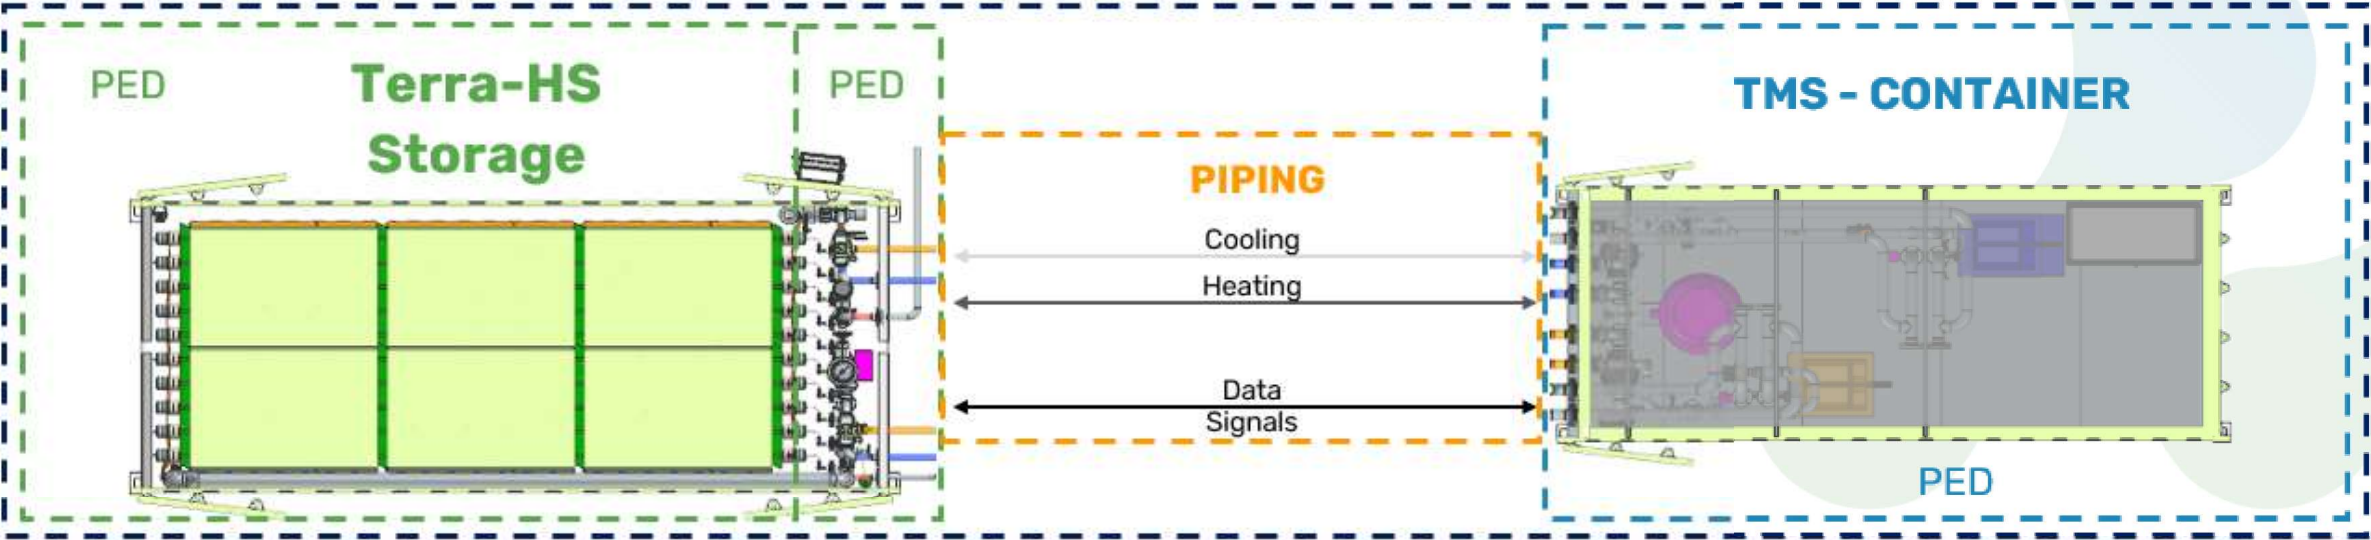 PED
Terra-HS
Storage
PED
PIPING
Cooling
Heating
Data
Signals
TMS - CONTAINER
PED